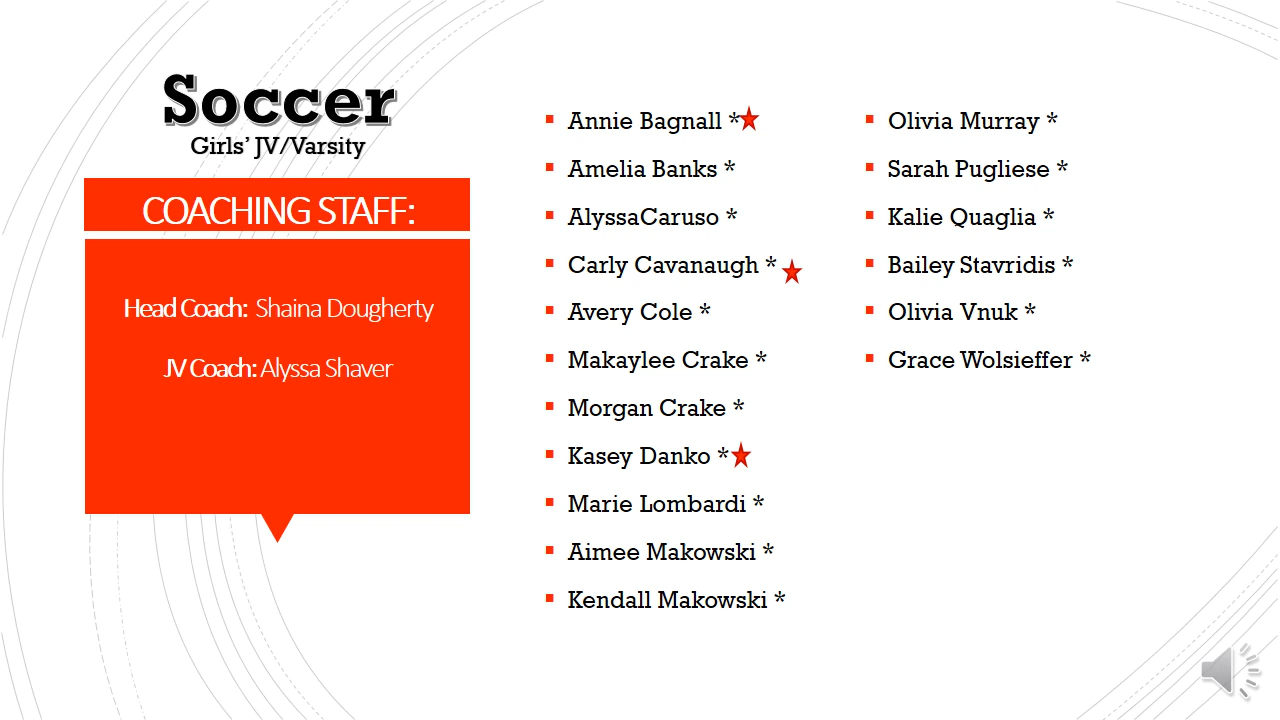 Soccer
Girls’ JV/Varsity
COACHING STAFF:
Head Coach: Shaina Dougherty
JV Coach: Alyssa Shaver
Annie Bagnall *
Amelia Banks *
AlyssaCaruso *
Carly Cavanaugh *
Avery Cole *
Makaylee Crake *
Morgan Crake *
Kasey Danko *
Marie Lombardi *
Aimee Makowski *
Kendall Makowski *
Olivia Murray *
Sarah Pugliese *
Kalie Quaglia *
Bailey Stavridis *
Olivia Vnuk *
Grace Wolsieffer *